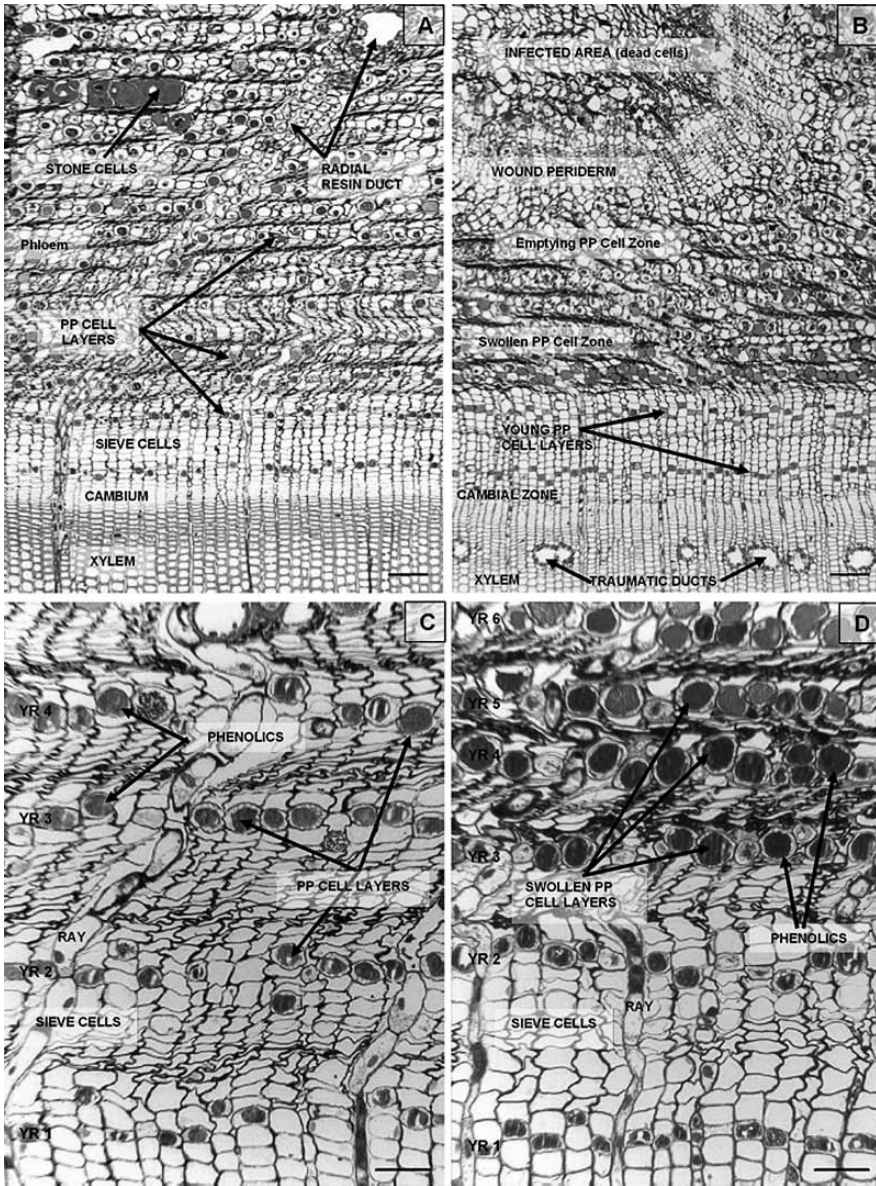 A
STONE CELLS
RADIAL
RESIN DUCT
Phloem
PP CELL
LAYERS
SIEVE CELLS
CAMBIUM
XYLEM
B
INFECTED AREA (dead cells)
WOUND PERIDERM
Emptying PP Cell Zone
Swollen PP Cell Zone
YOUNG PP
CELL LAYERS
CAMBIAL ZONE
TRAUMATIC DUCTS
XYLEM
C
YR 4
PHENOLICS
YR 3
PP CELL LAYERS
RAY
YR 2
SIEVE CELLS
YR 1
D
YR 6
YR 5
YR 4
YR 3
SWOLLEN PP
CELL LAYERS
PHENOLICS
YR 2
RAY
SIEVE CELLS
YR 1